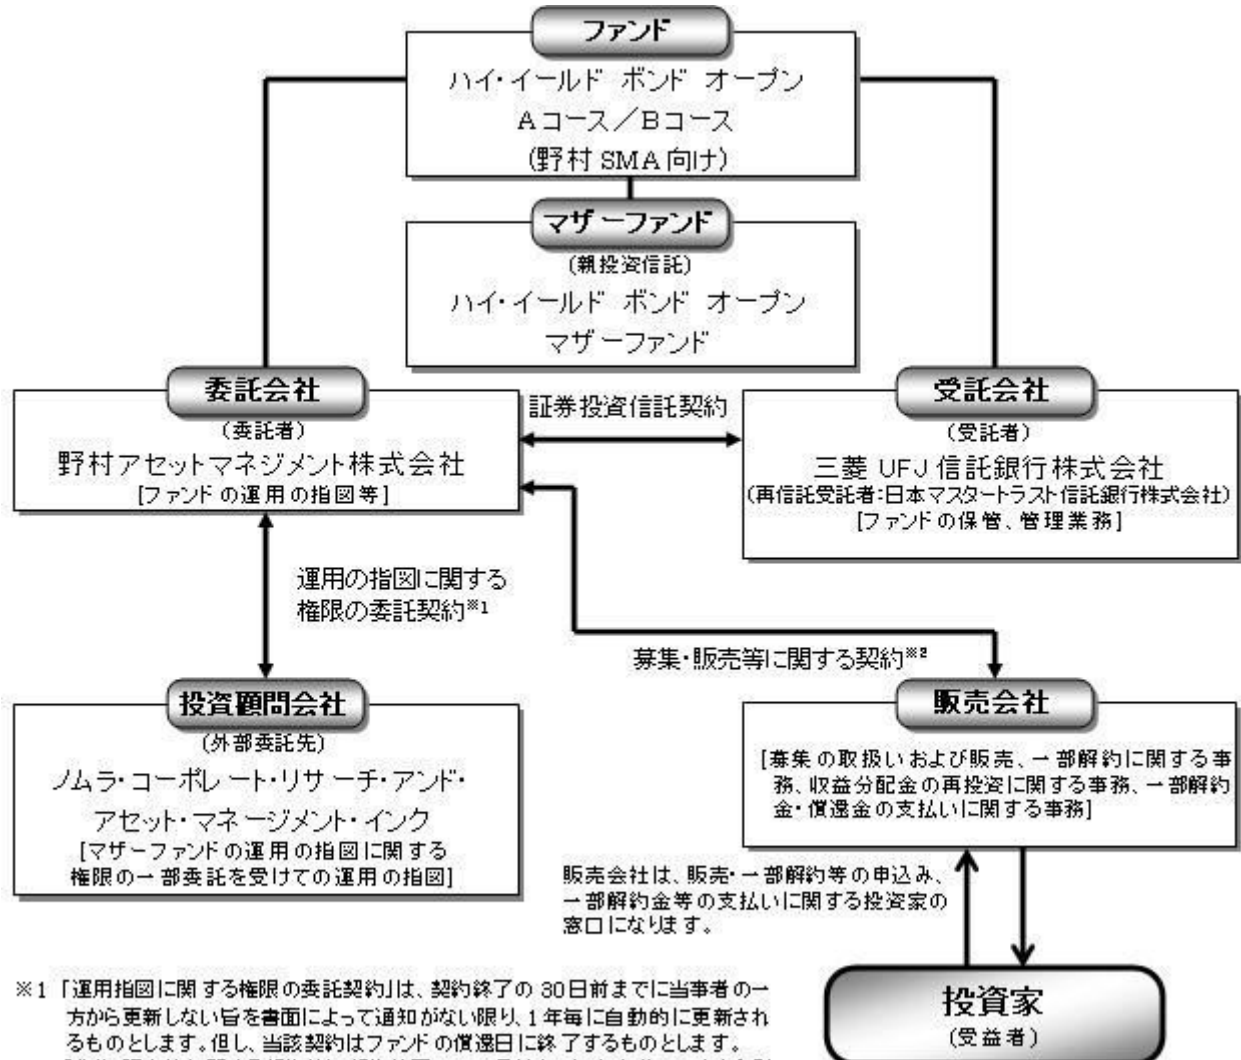 ファンド
ハイ・イールド ボンド オープン
Aコース／Bコース
(野村 SMA 向け)
マザーファンド
(親投資信託)
ハイ・イールド ボンド オープン
マザーファンド
委託会社
(委託者)
野村アセットマネジメント株式会社
[ファンドの運用の指図等]
証券投資信託契約
受託会社
(受託者)
三菱 UFJ 信託銀行株式会社
(再信託受託者:日本マスタートラスト信託銀行株式会社)
[ファンドの保管、管理業務]
運用の指図に関する
権限の委託契約※1
募集・販売等に関する契約※2
投資顧問会社
(外部委託先)
ノムラ・コーポレート・リサーチ・アンド・
アセット・マネージメント・インク
[マザーファンドの運用の指図に関する
権限の一部委託を受けての運用の指図]
販売会社
[募集の取扱いおよび販売、一部解約に関する事
務、収益分配金の再投資に関する事務、一部解約
金・償還金の支払いに関する事務]
販売会社は、販売・一部解約等の申込み、
一部解約金等の支払いに関する投資家の
窓口になります。
投資家
(受益者)
※1 「運用指図に関する権限の委託契約」は、契約終了の 30日前までに当事者の一
方から更新しない旨を書面によって通知がない限り、1年毎に自動的に更新され
るものとします。但し、当該契約はファンドの償還日に終了するものとします。